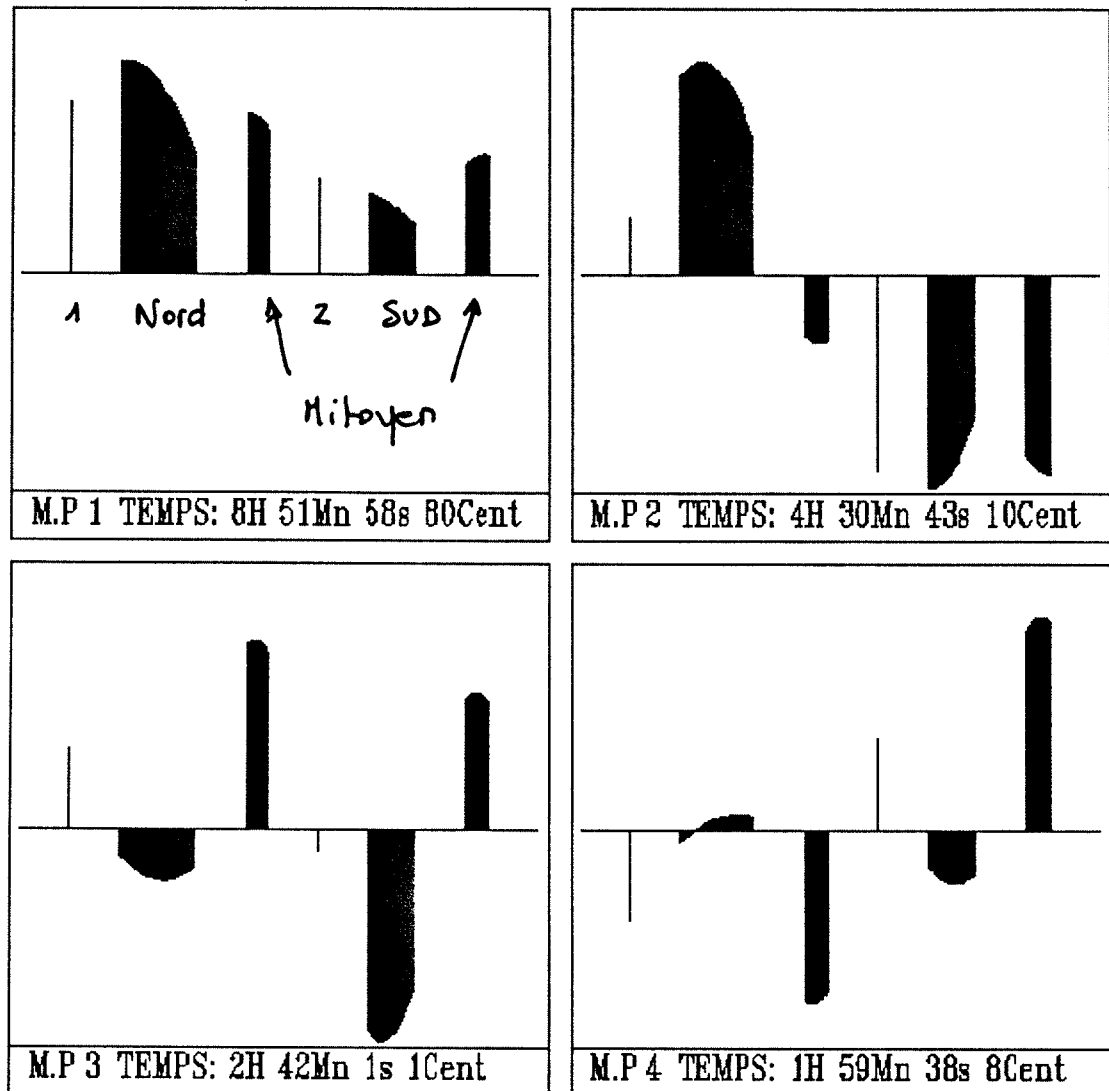 1 Nord 2 SUD
Mitoyen
M.P 1 TEMPS: 8H 51Mn 58s 80Cent
M.P 2 TEMPS: 4H 30Mn 43s 10Cent
M.P 3 TEMPS: 2H 42Mn 1s 1Cent
M.P 4 TEMPS: 1H 59Mn 38s 8Cent